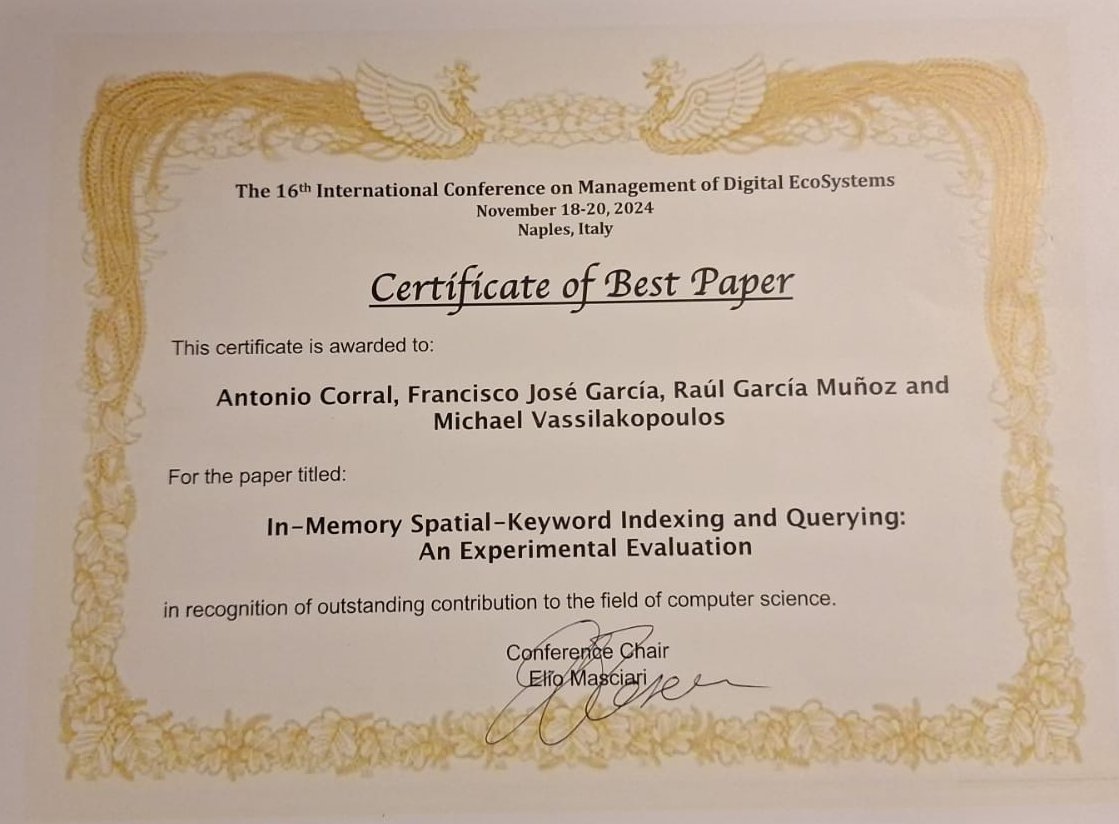 The 16th International Conference on Management of Digital EcoSystems
November 18-20, 2024
Naples, Italy
Certificate of Best Paper
This certificate is awarded to:
Antonio Corral, Francisco José García, Raúl García Muñoz and
Michael Vassilakopoulos
For the paper titled:
In-Memory Spatial-Keyword Indexing and Querying:
An Experimental Evaluation
in recognition of outstanding contribution to the field of computer science.
Conference Chair
Elio Masciari